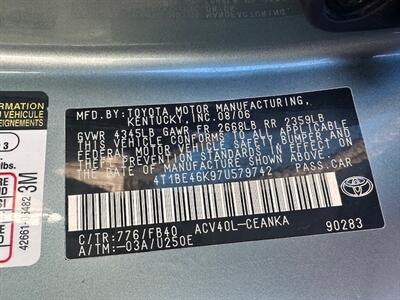 MFD. BY: TOYOTA MOTOR MANUFACTURING,
KENTUCKY, INC. 08/06
GVWR 4345LB GAWR FR 2668LB RR 2359LB
THIS VEHICLE CONFORMS TO ALL APPLICABLE
FEDERAL MOTOR VEHICLE SAFETY, BUMPER, AND
THEFT PREVENTION STANDARDS IN EFFECT ON
THE DATE OF MANUFACTURE SHOWN ABOVE.
4T1BE46K97U579742
PASS.CAR
C/TR:776/FB40 ACV40L-CEANKA
A/TM:-03A/U250E
90283
TOYOTA
3M